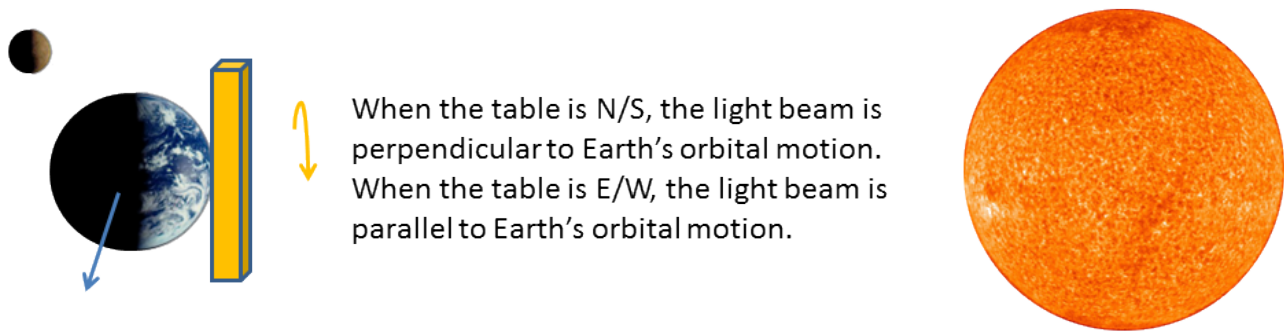 When the table is N/S, the light beam is
perpendicular to Earth’s orbital motion.
When the table is E/W, the light beam is
parallel to Earth’s orbital motion.